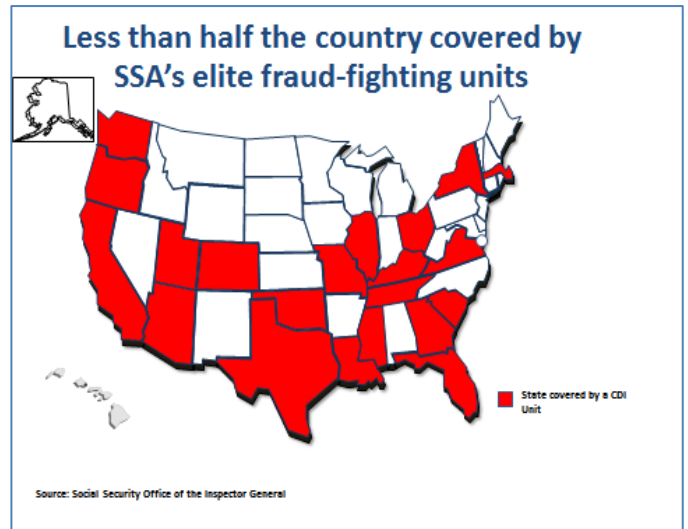 Less than half the country covered by
SSA's elite fraud-fighting units
State covered by a CDI
Unit
Source: Social Security Office of the Inspector General